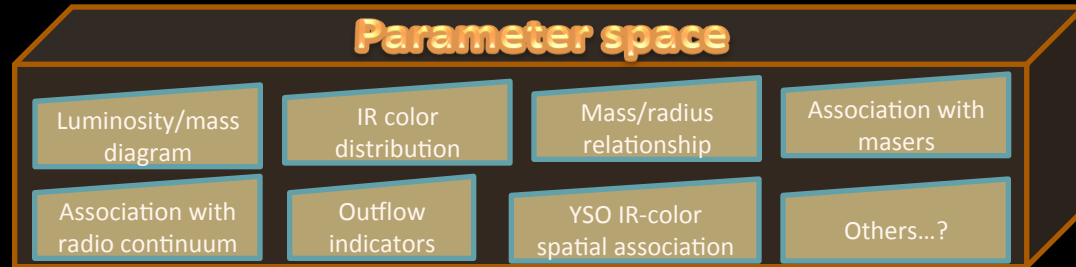 Parameter space
Luminosity/mass
diagram
IR color
distribution
Mass/radius
relationship
Association with
masers
Association with
radio continuum
Outflow
indicators
YSO IR-color
spatial association
Others...?